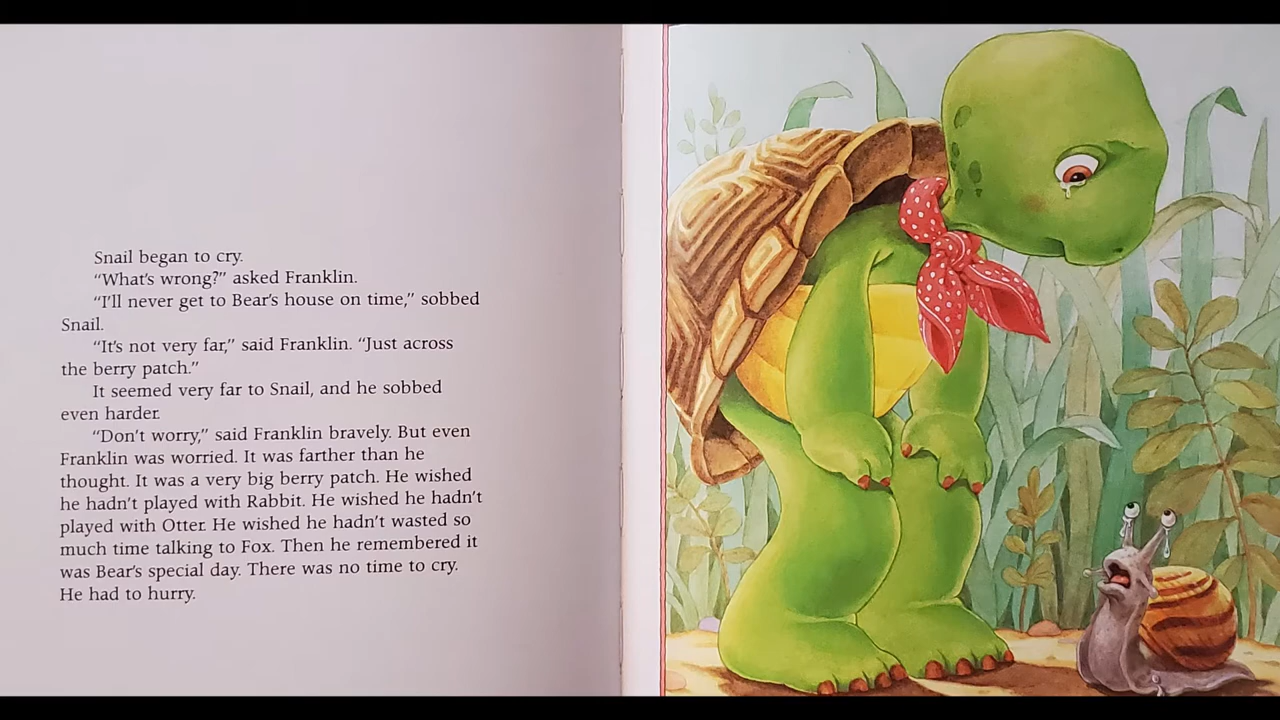 Snail began to cry.
“What’s wrong?” asked Franklin.
“I’ll never get to Bear’s house on time,” sobbed
Snail.
“It’s not very far,” said Franklin. “Just across
the berry patch.”
It seemed very far to Snail, and he sobbed
even harder.
“Don’t worry,” said Franklin bravely. But even
Franklin was worried. It was farther than he
thought. It was a very big berry patch. He wished
he hadn’t played with Rabbit. He wished he hadn’t
played with Otter. He wished he hadn’t wasted so
much time talking to Fox. Then he remembered it
was Bear’s special day. There was no time to cry.
He had to hurry.